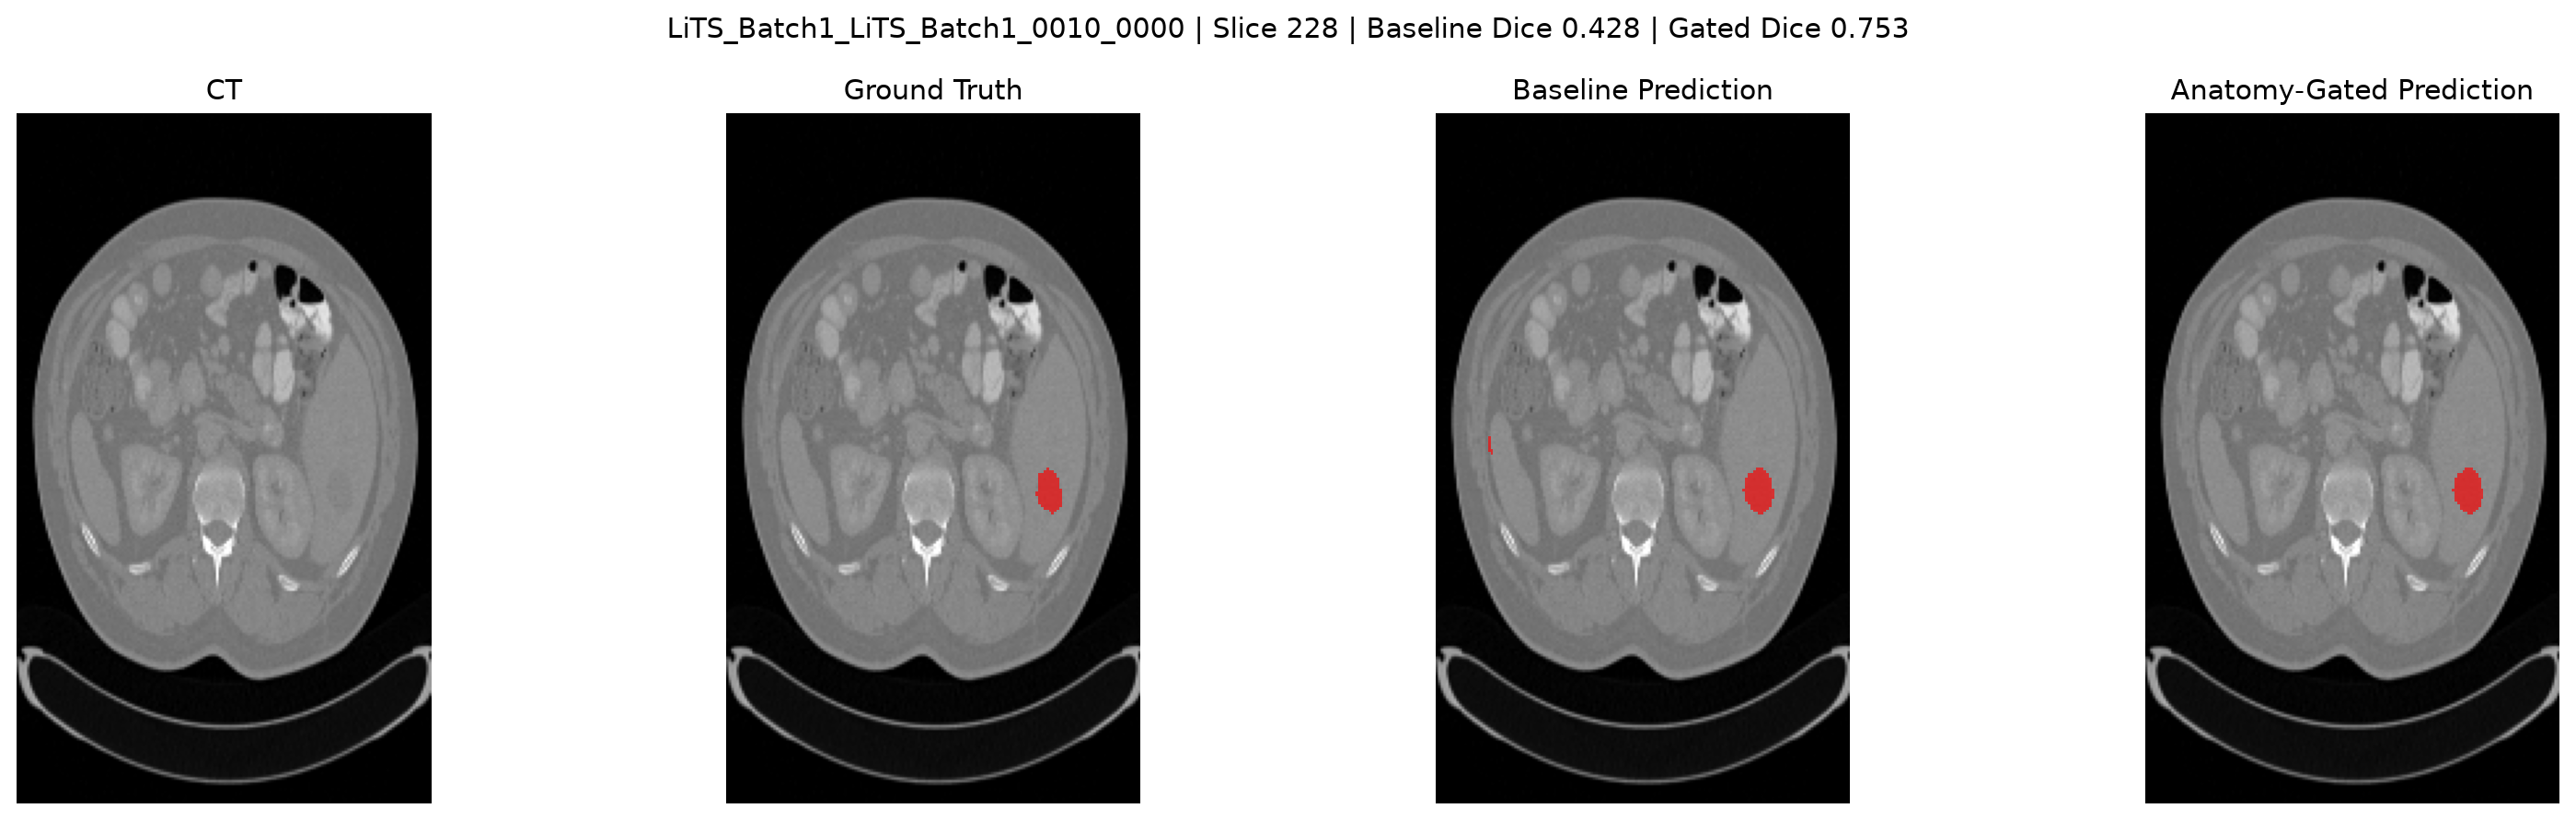 LiTS_Batch1_LiTS_Batch1_0010_0000 | Slice 228 | Baseline Dice 0.428 | Gated Dice 0.753
CT
Ground Truth
Baseline Prediction
Anatomy-Gated Prediction